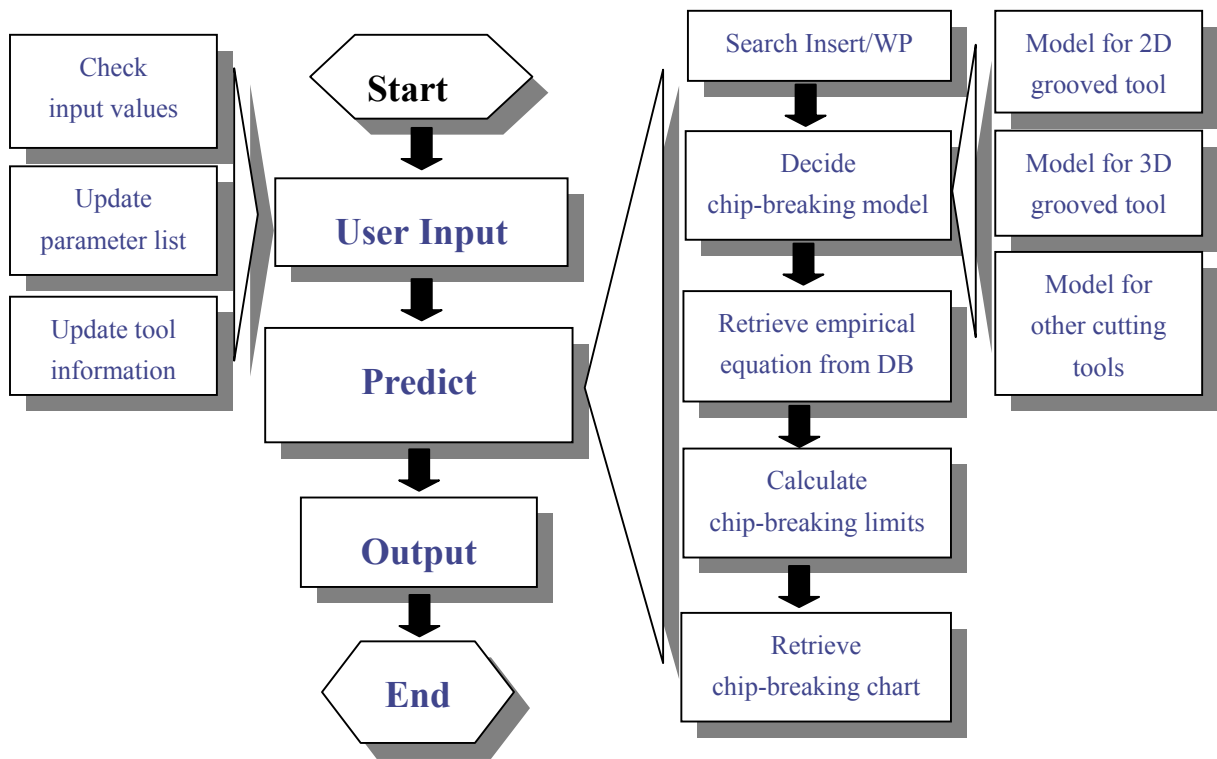 Check
input values
Update
parameter list
Update tool
information
Start
User Input
Predict
Output
End
Search Insert/WP
Decide
chip-breaking model
Retrieve empirical
equation from DB
Calculate
chip-breaking limits
Retrieve
chip-breaking chart
Model for 2D
grooved tool
Model for 3D
grooved tool
Model for
other cutting
tools